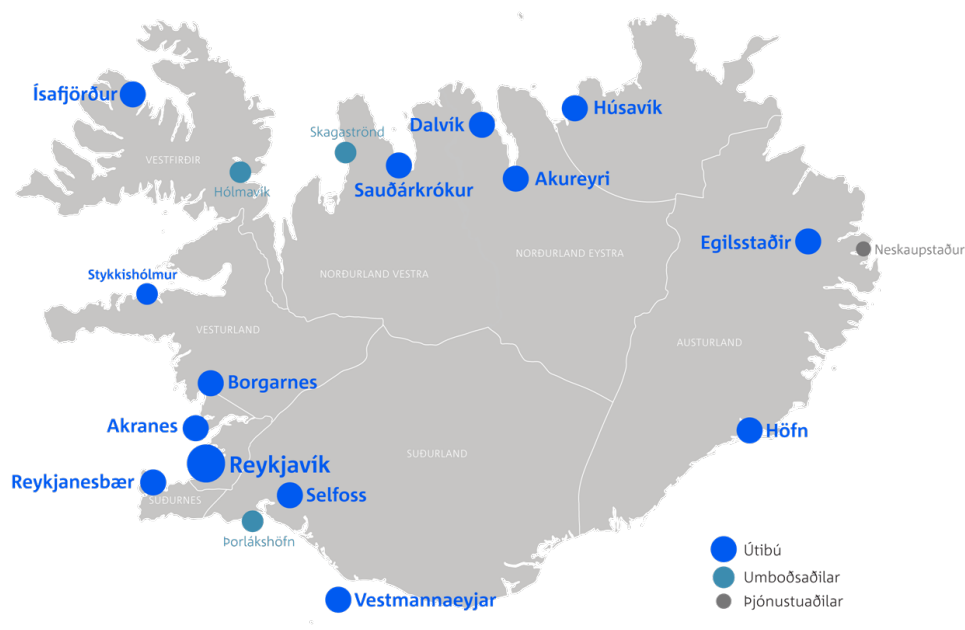 Ísafjörður
Húsavík
Dalvík
Skagaströnd
VESTFIRÐIR
Akureyri
Sauðárkrókur
Hólmavik
Egilsstaðir
Neskaupstaður
NORÐURLAND EYSTRA
Stykkishólmur
NORÐURLAND VESTRA
VESTURLAND
AUSTURLAND
Borgarnes
Akranes
Höfn
SUÐURLAND
Reykjavík
Reykjanesbær
SUÐURNES
Selfoss
Þorlákshöfn
Útibú
Umboðsaðilar
Þjónustuaðilar
Vestmannaeyjar